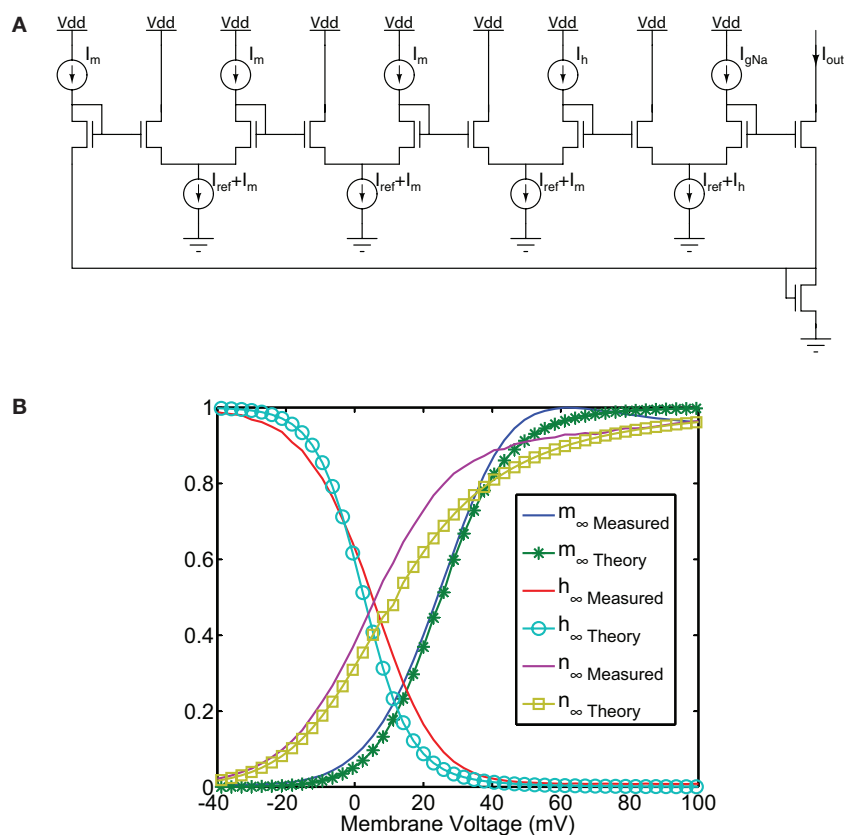 A
Vdd Vdd Vdd Vdd Vdd Vdd Vdd Vdd Vdd
I_m I_m I_m I_h I_gNa I_out
I_ref+I_m I_ref+I_m I_ref+I_m I_ref+I_h
B
1
0.8
0.6
0.4
0.2
0
m_∞ Measured
m_∞ Theory
h_∞ Measured
h_∞ Theory
n_∞ Measured
n_∞ Theory
-40 -20 0 20 40 60 80 100
Membrane Voltage (mV)